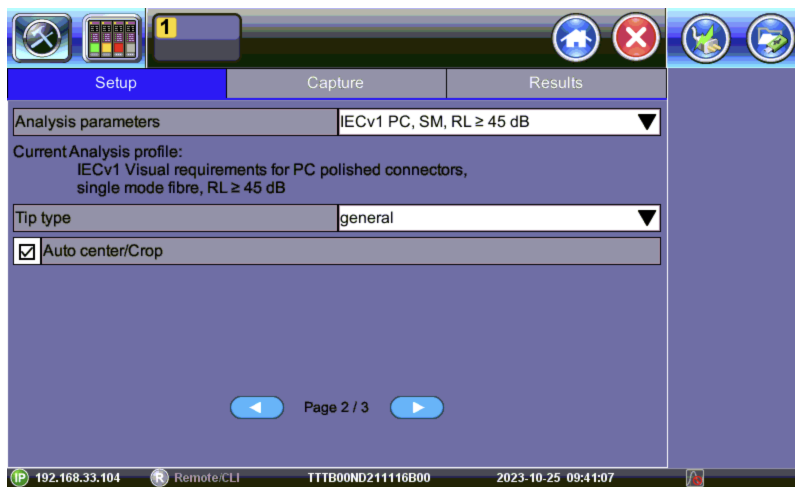 1
Setup
Capture
Results
Analysis parameters
IECv1 PC, SM, RL ≥ 45 dB
Current Analysis profile:
IECv1 Visual requirements for PC polished connectors,
single mode fibre, RL ≥ 45 dB
Tip type
general
Auto center/Crop
Page 2 / 3
IP 192.168.33.104
R Remote/CLI
TTTB00ND211116B00
2023-10-25 09:41:07